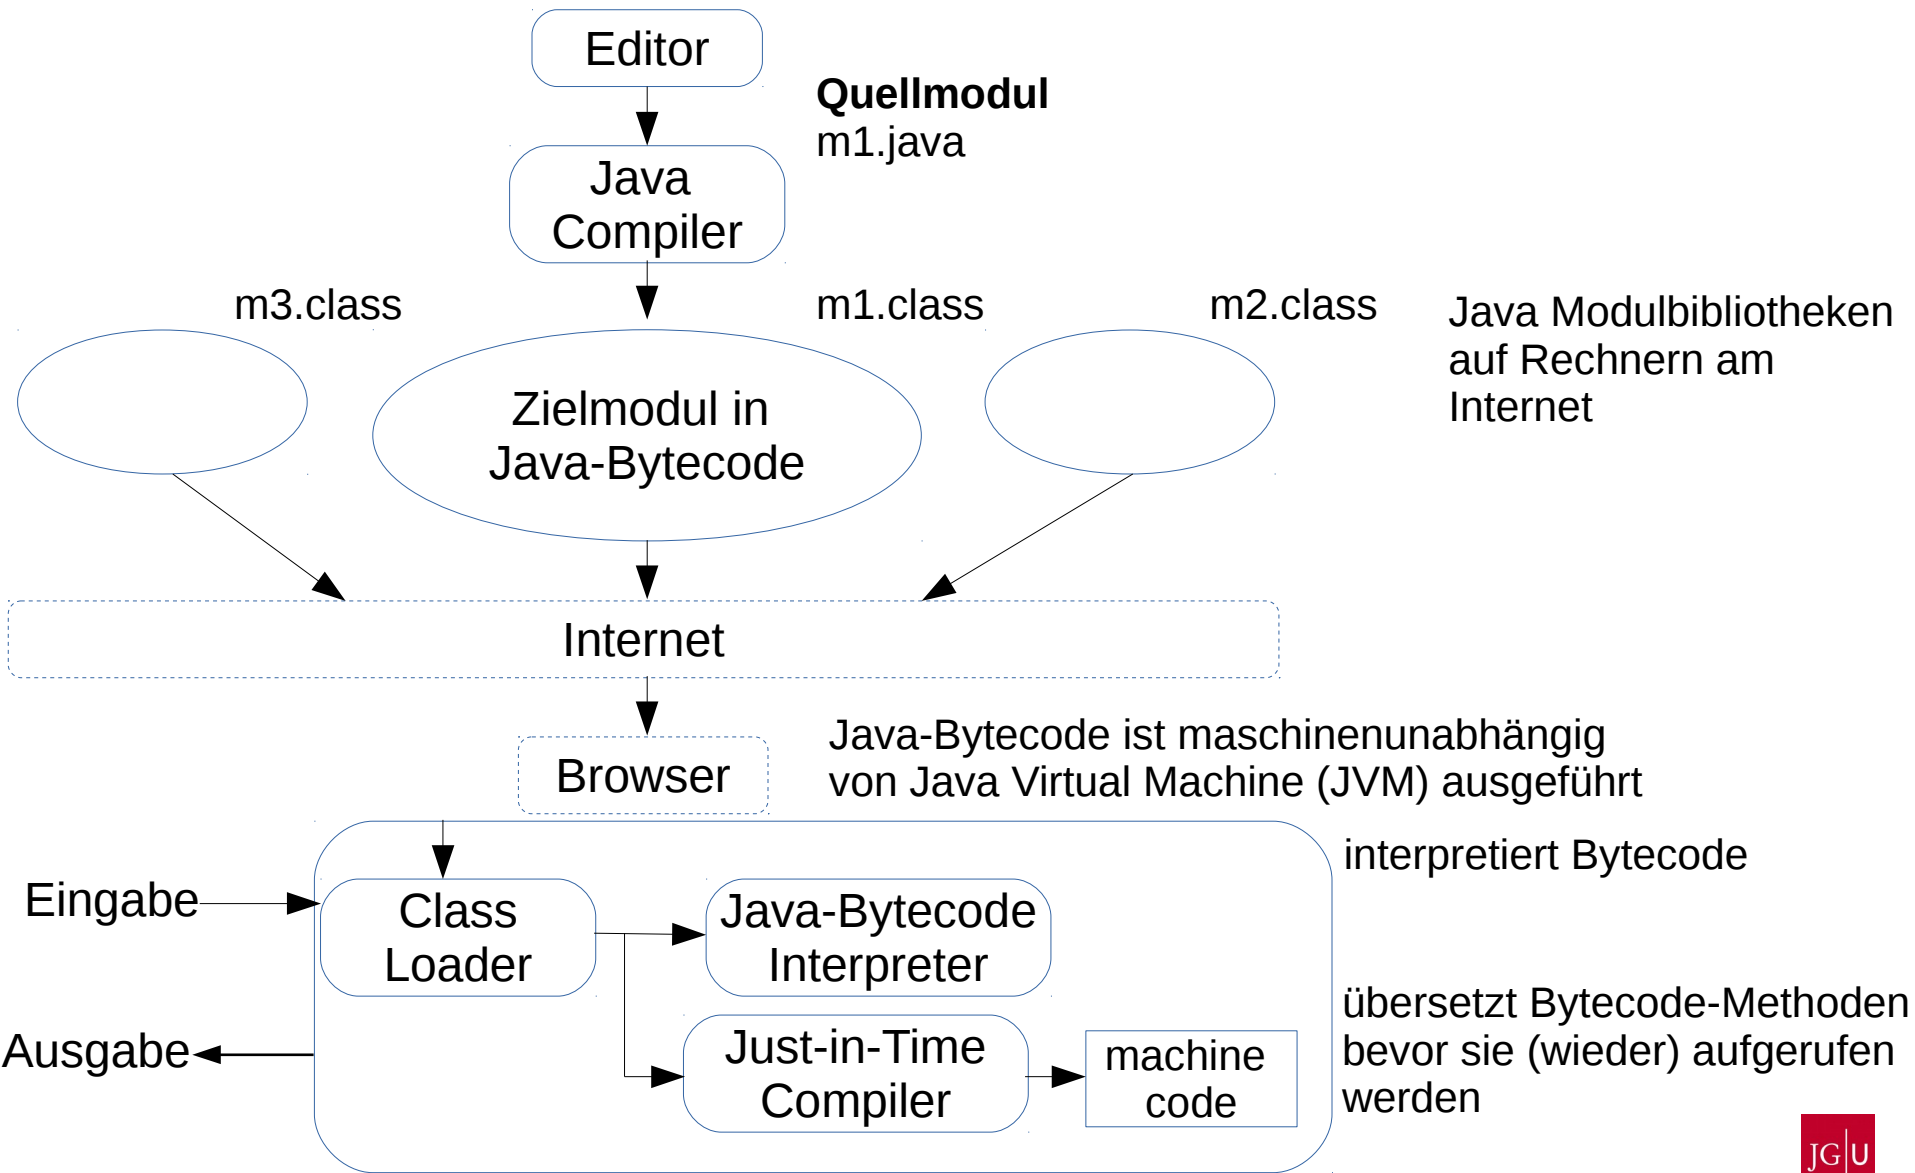 Editor
Quellmodul
m1.java
Java
Compiler
m3.class
m1.class
m2.class
Java Modulbibliotheken
auf Rechnern am
Internet
Zielmodul in
Java-Bytecode
Internet
Browser
Java-Bytecode ist maschinenunabhängig
von Java Virtual Machine (JVM) ausgeführt
interpretiert Bytecode
Eingabe
Class
Loader
Java-Bytecode
Interpreter
Ausgabe
Just-in-Time
Compiler
machine
code
übersetzt Bytecode-Methoden
bevor sie (wieder) aufgerufen
werden
JG|U